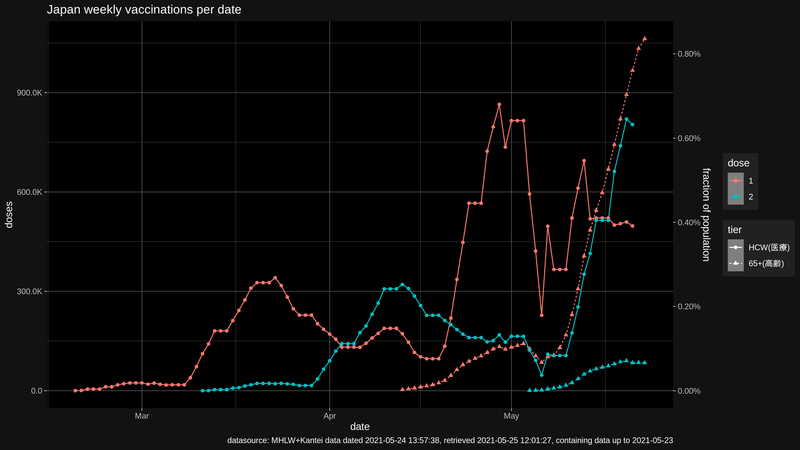 Japan weekly vaccinations per date
900.0K
600.0K
300.0K
0.0
doses
0.80%
0.60%
0.40%
0.20%
0.00%
fraction of population
Mar
Apr
May
date
dose
1
2
tier
HCW(医療)
65+(高齢)
datasource: MHLW+Kantei data dated 2021-05-24 13:57:38, retrieved 2021-05-25 12:01:27, containing data up to 2021-05-23